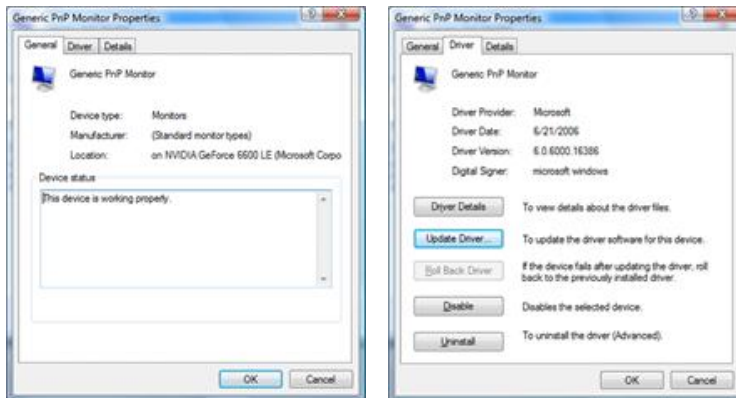 Generic PnP Monitor Properties
General Driver Details
Generic PnP Monitor
Device type: Monitors
Manufacturer: (Standard monitor types)
Location: on NVIDIA GeForce 6600 LE (Microsoft Corpo
Device status
This device is working properly.
OK Cancel
Generic PnP Monitor Properties
General Driver Details
Generic PnP Monitor
Driver Provider: Microsoft
Driver Date: 6/21/2006
Driver Version: 6.0.6000.16386
Digital Signer: microsoft windows
Driver Details To view details about the driver files.
Update Driver... To update the driver software for this device.
Roll Back Driver If the device fails after updating the driver, roll
back to the previously installed driver.
Disable Disables the selected device.
Uninstall To uninstall the driver (Advanced).
OK Cancel